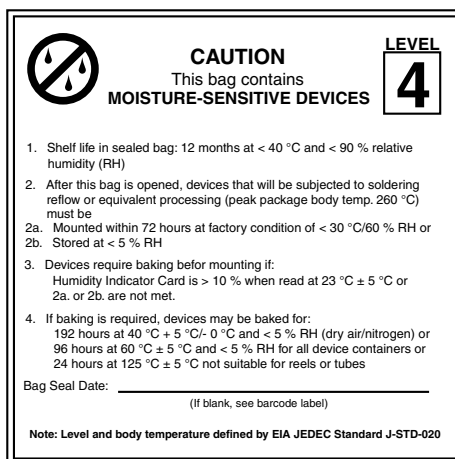 LEVEL
CAUTION
4
This bag contains
MOISTURE-SENSITIVE DEVICES
1. Shelf life in sealed bag: 12 months at < 40 °C and < 90 % relative
humidity (RH)
2. After this bag is opened, devices that will be subjected to soldering
reflow or equivalent processing (peak package body temp. 260 °C)
must be
2a. Mounted within 72 hours at factory condition of < 30 °C/60 % RH or
2b. Stored at < 5 % RH
3. Devices require baking befor mounting if:
Humidity Indicator Card is > 10 % when read at 23 °C ± 5 °C or
2a. or 2b. are not met.
4. If baking is required, devices may be baked for:
192 hours at 40 °C + 5 °C/- 0 °C and < 5 % RH (dry air/nitrogen) or
96 hours at 60 °C ± 5 °C and < 5 % RH for all device containers or
24 hours at 125 °C ± 5 °C not suitable for reels or tubes
Bag Seal Date:
(If blank, see barcode label)
Note: Level and body temperature defined by EIA JEDEC Standard J-STD-020